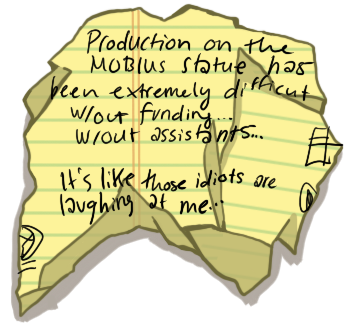 Production on the
MOBIUS statue has
been extremely difficult
w/out funding...
w/out assistants...
It's like those idiots are
laughing at me...